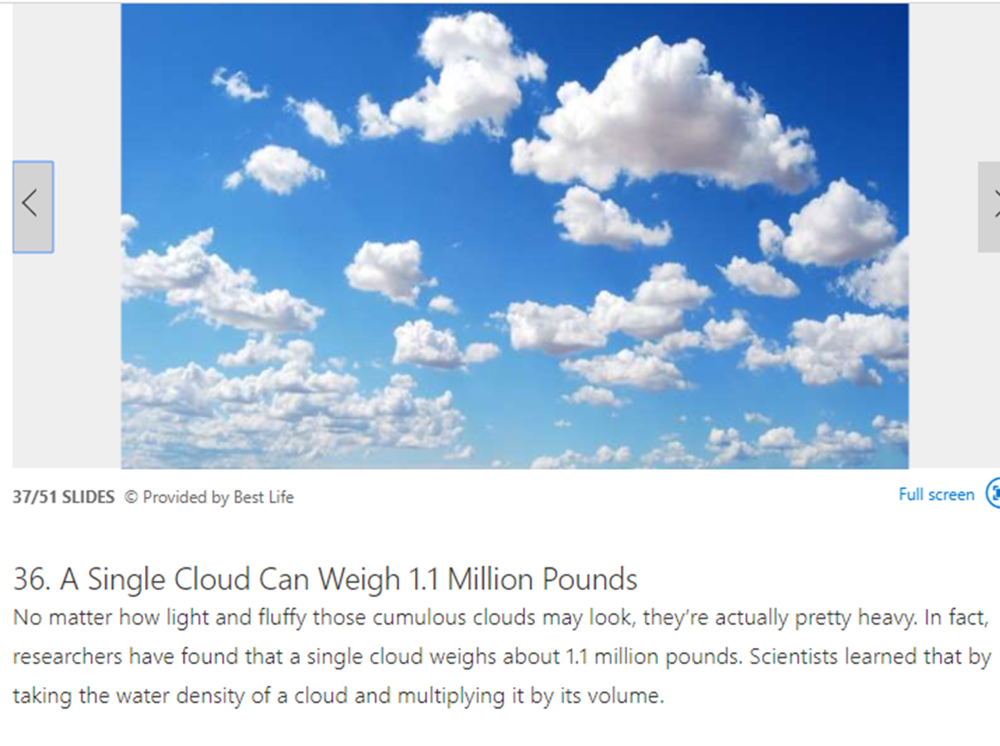 37/51 SLIDES © Provided by Best Life
Full screen
36. A Single Cloud Can Weigh 1.1 Million Pounds
No matter how light and fluffy those cumulous clouds may look, they're actually pretty heavy. In fact,
researchers have found that a single cloud weighs about 1.1 million pounds. Scientists learned that by
taking the water density of a cloud and multiplying it by its volume.